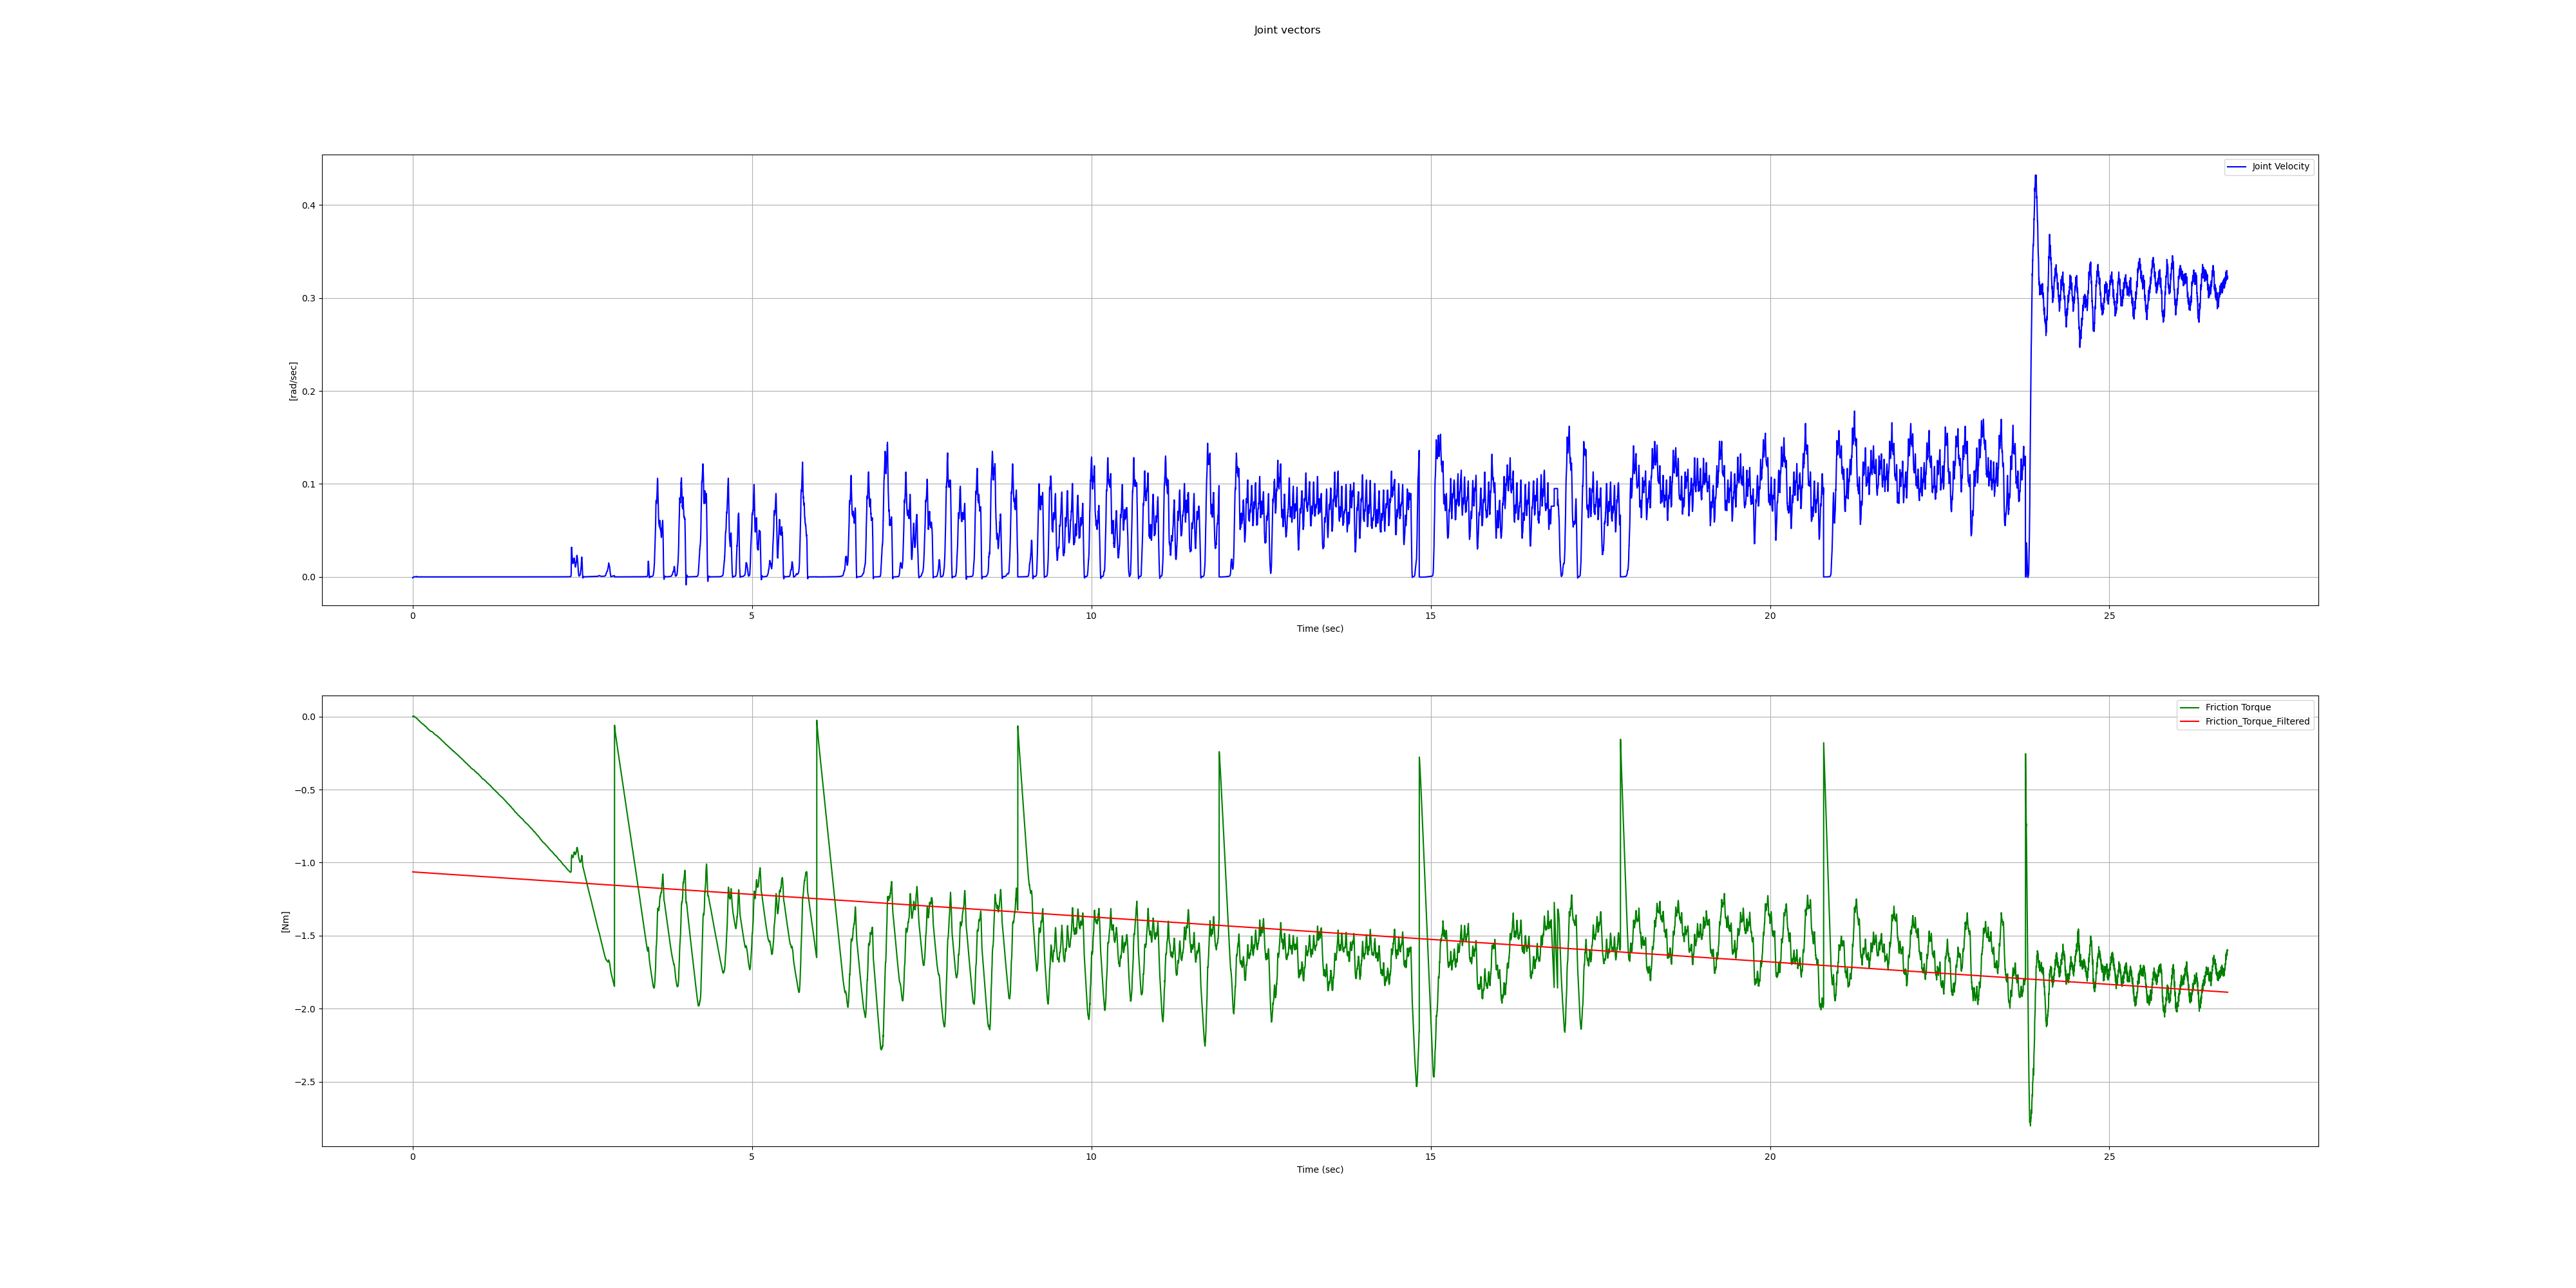 Joint vectors
Joint Velocity
0.4
0.3
0.2
0.1
0.0
[rad/sec]
0
5
10
15
20
25
Time (sec)
Friction Torque
Friction_Torque_Filtered
0.0
−0.5
−1.0
−1.5
−2.0
−2.5
[Nm]
0
5
10
15
20
25
Time (sec)